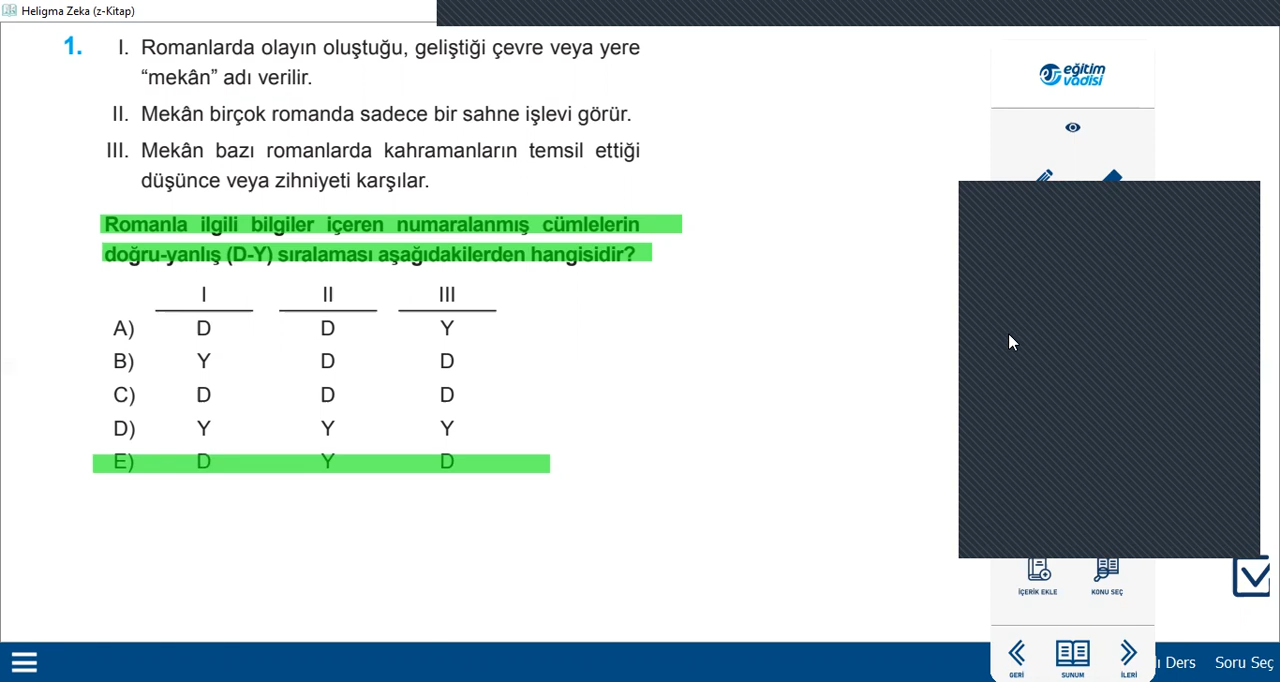 Heligma Zeka (z-Kitap)
1. I. Romanlarda olayın oluştuğu, geliştiği çevre veya yere
“mekân” adı verilir.
II. Mekân birçok romanda sadece bir sahne işlevi görür.
III. Mekân bazı romanlarda kahramanların temsil ettiği
düşünce veya zihniyeti karşılar.
Romanla ilgili bilgiler içeren numaralanmış cümlelerin
doğru-yanlış (D-Y) sıralaması aşağıdakilerden hangisidir?
I II III
A) D D Y
B) Y D D
C) D D D
D) Y Y Y
E) D Y D
eğitim
vadisi
İÇERİK EKLE KONU SEÇ
GERİ SUNUM İLERİ
Ders Soru Seç